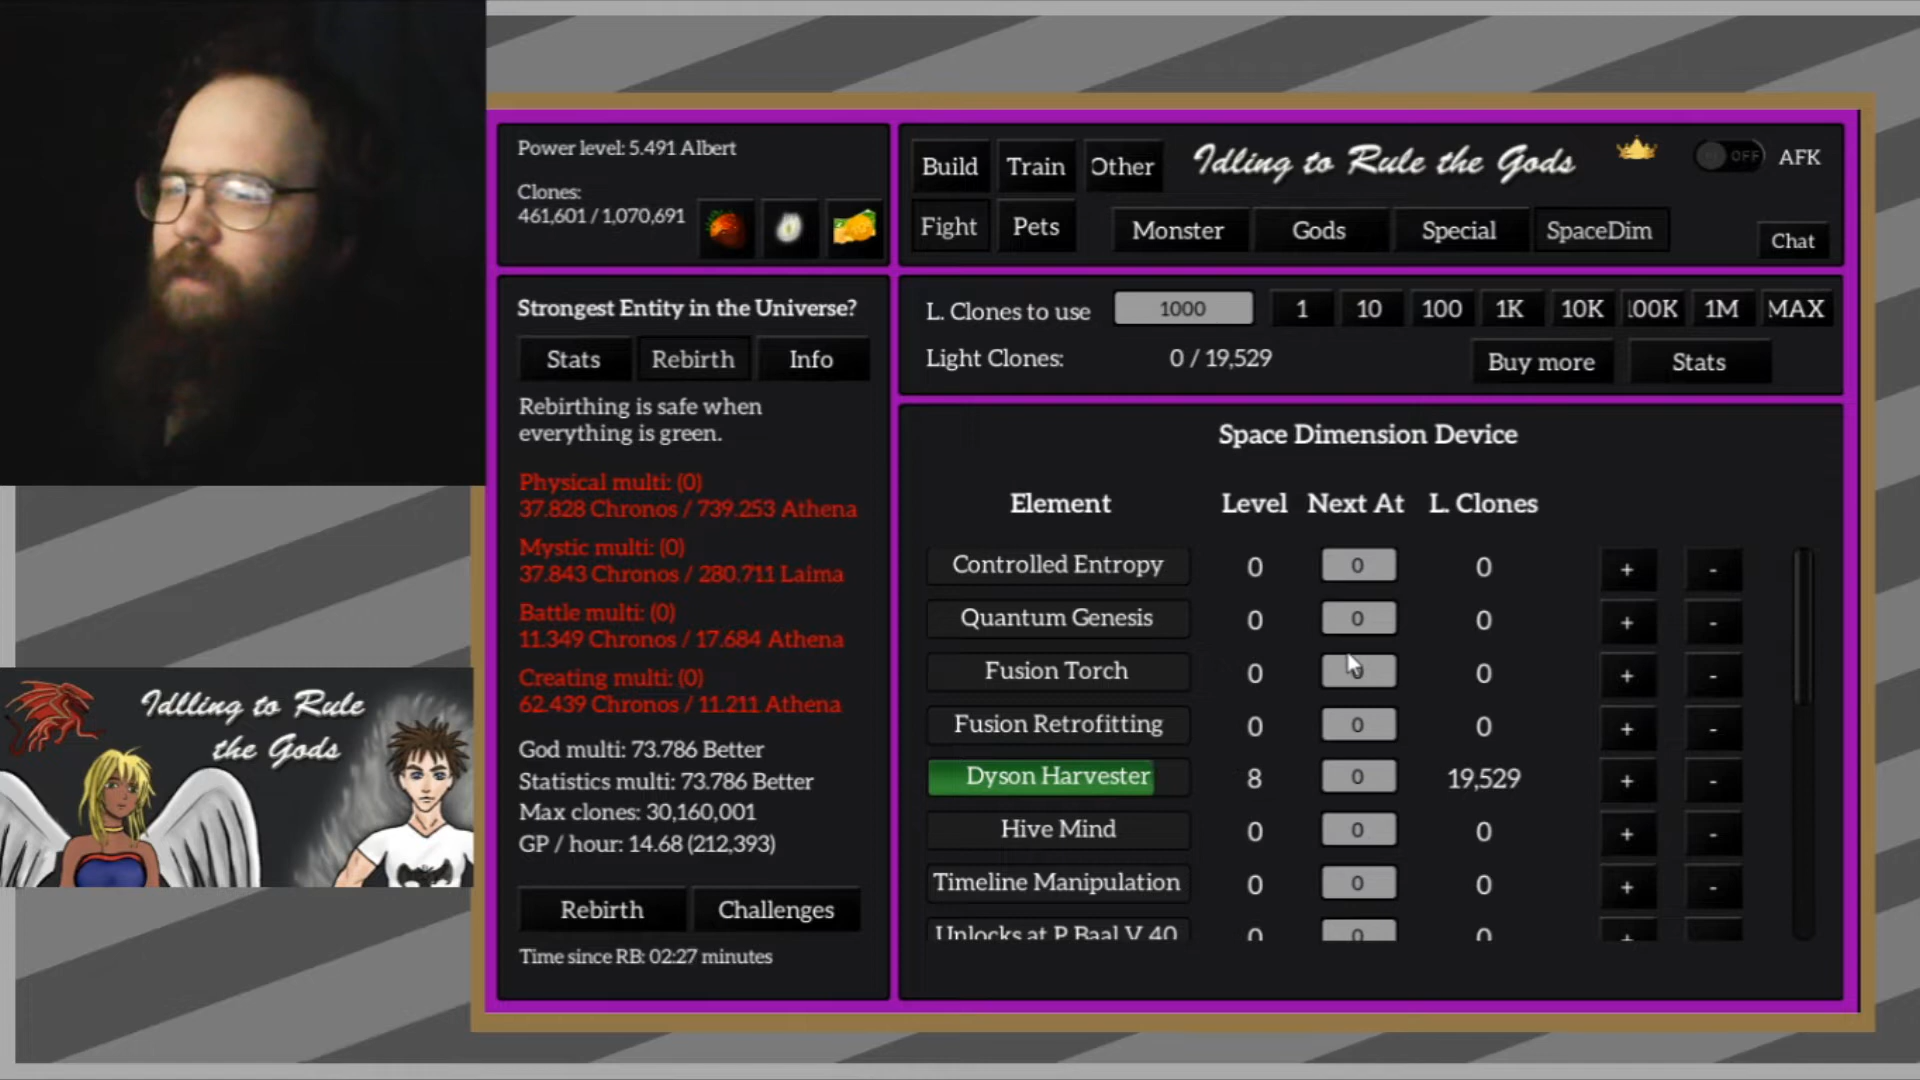 Power level: 5.491 Albert
Clones:
461,601 / 1,070,691
Build
Train
Other
Idling to Rule the Gods
OFF
AFK
Fight
Pets
Monster
Gods
Special
SpaceDim
Chat
Strongest Entity in the Universe?
Stats
Rebirth
Info
Rebirthing is safe when
everything is green.
Physical multi: (0)
37.828 Chronos / 739.253 Athena
Mystic multi: (0)
37.843 Chronos / 280.711 Laima
Battle multi: (0)
11.349 Chronos / 17.684 Athena
Creating multi: (0)
62.439 Chronos / 11.211 Athena
God multi: 73.786 Better
Statistics multi: 73.786 Better
Max clones: 30,160,001
GP / hour: 14.68 (212,393)
Rebirth
Challenges
Time since RB: 02:27 minutes
L. Clones to use
1000
1
10
100
1K
10K
100K
1M
MAX
Light Clones:
0 / 19,529
Buy more
Stats
Space Dimension Device
Element Level Next At L. Clones
Controlled Entropy 0 0 0 + -
Quantum Genesis 0 0 0 + -
Fusion Torch 0 0 0 + -
Fusion Retrofitting 0 0 0 + -
Dyson Harvester 8 0 19,529 + -
Hive Mind 0 0 0 + -
Timeline Manipulation 0 0 0 + -
Unlocks at P. Baal V 40 0 0 0 +
Idlling to Rule
the Gods